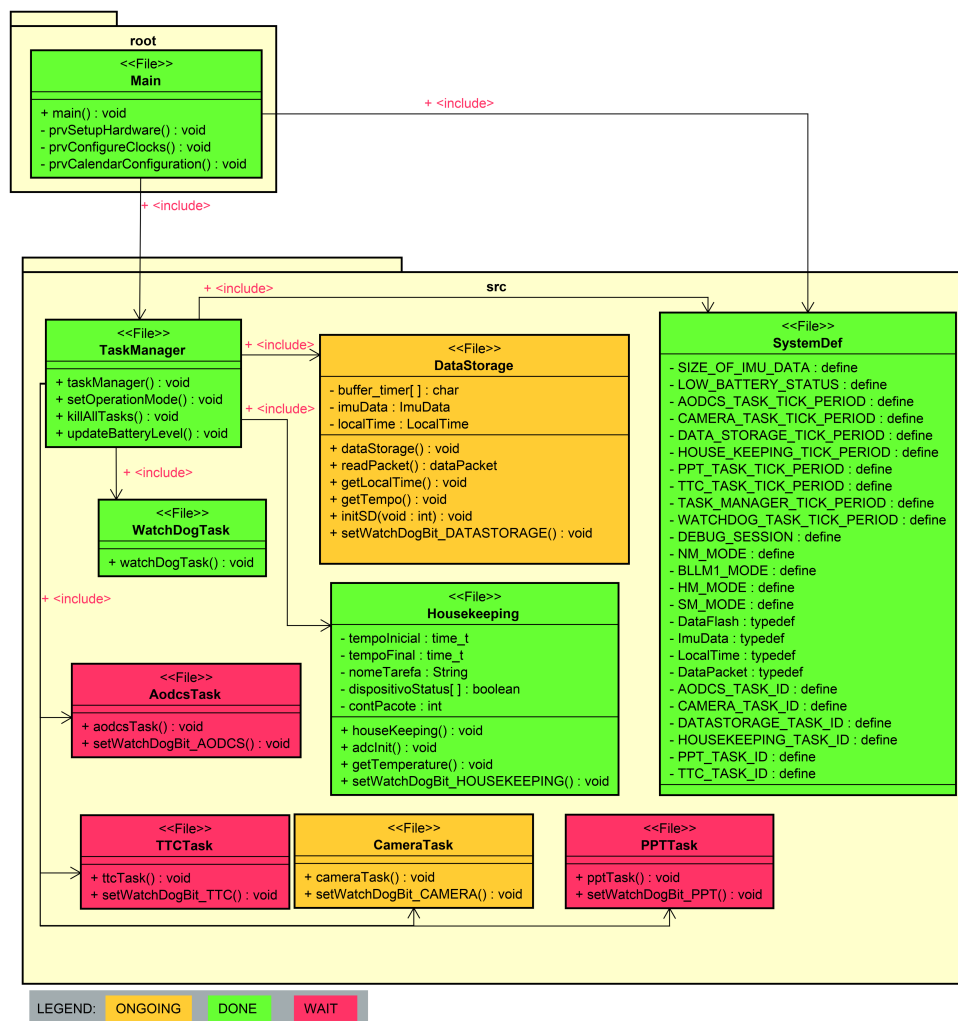 root
<<File>>
Main
+ main() : void
- prvSetupHardware() : void
- prvConfigureClocks() : void
- prvCalendarConfiguration() : void
+ <include>
+ <include>
src
+ <include>
<<File>>
TaskManager
+ taskManager() : void
+ setOperationMode() : void
+ killAllTasks() : void
+ updateBatteryLevel() : void
+ <include>
+ <include>
+ <include>
+ <include>
<<File>>
DataStorage
- buffer_timer[ ] : char
- imuData : ImuData
- localTime : LocalTime
+ dataStorage() : void
+ readPacket() : dataPacket
+ getLocalTime() : void
+ getTempo() : void
+ initSD(void : int) : void
+ setWatchDogBit_DATASTORAGE() : void
<<File>>
SystemDef
- SIZE_OF_IMU_DATA : define
- LOW_BATTERY_STATUS : define
- AODCS_TASK_TICK_PERIOD : define
- CAMERA_TASK_TICK_PERIOD : define
- DATA_STORAGE_TICK_PERIOD : define
- HOUSE_KEEPING_TICK_PERIOD : define
- PPT_TASK_TICK_PERIOD : define
- TTC_TASK_TICK_PERIOD : define
- TASK_MANAGER_TICK_PERIOD : define
- WATCHDOG_TASK_TICK_PERIOD : define
- DEBUG_SESSION : define
- NM_MODE : define
- BLLM1_MODE : define
- HM_MODE : define
- SM_MODE : define
- DataFlash : typedef
- ImuData : typedef
- LocalTime : typedef
- DataPacket : typedef
- AODCS_TASK_ID : define
- CAMERA_TASK_ID : define
- DATASTORAGE_TASK_ID : define
- HOUSEKEEPING_TASK_ID : define
- PPT_TASK_ID : define
- TTC_TASK_ID : define
<<File>>
WatchDogTask
+ watchDogTask() : void
<<File>>
Housekeeping
- tempoInicial : time_t
- tempoFinal : time_t
- nomeTarefa : String
- dispositivoStatus[ ] : boolean
- contPacote : int
+ houseKeeping() : void
+ adcInit() : void
+ getTemperature() : void
+ setWatchDogBit_HOUSEKEEPING() : void
<<File>>
AodcsTask
+ aodcsTask() : void
+ setWatchDogBit_AODCS() : void
<<File>>
TTCTask
+ ttcTask() : void
+ setWatchDogBit_TTC() : void
<<File>>
CameraTask
+ cameraTask() : void
+ setWatchDogBit_CAMERA() : void
<<File>>
PPTTask
+ pptTask() : void
+ setWatchDogBit_PPT() : void
LEGEND: ONGOING DONE WAIT